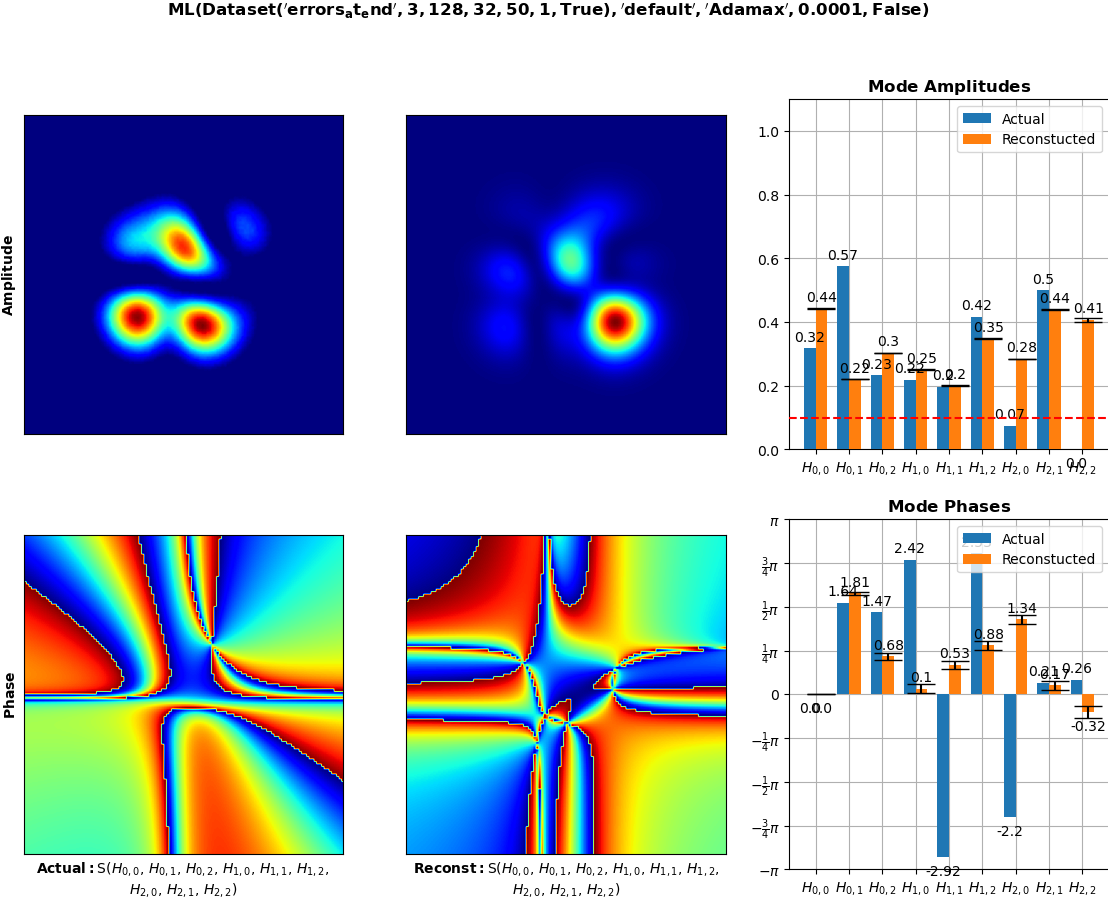 ML(Dataset('errors_at_end', 3, 128, 32, 50, 1, True), 'default', 'Adamax', 0.0001, False)
Amplitude
Mode Amplitudes
Actual
Reconstucted
1.0
0.8
0.6
0.4
0.2
0.0
0.32
0.44
0.57
0.22
0.23
0.3
0.22
0.25
0.2
0.2
0.42
0.35
0.07
0.28
0.5
0.44
0.0
0.41
H0,0 H0,1 H0,2 H1,0 H1,1 H1,2 H2,0 H2,1 H2,2
Phase
Mode Phases
Actual
Reconstucted
π
3/4π
1/2π
1/4π
0
−1/4π
−1/2π
−3/4π
−π
0.0
0.0
1.64
1.81
1.47
0.68
2.42
0.1
-2.92
0.53
0.88
-2.2
1.34
0.21
0.17
0.26
-0.32
H0,0 H0,1 H0,2 H1,0 H1,1 H1,2 H2,0 H2,1 H2,2
Actual: S(H0,0, H0,1, H0,2, H1,0, H1,1, H1,2,
H2,0, H2,1, H2,2)
Reconst: S(H0,0, H0,1, H0,2, H1,0, H1,1, H1,2,
H2,0, H2,1, H2,2)